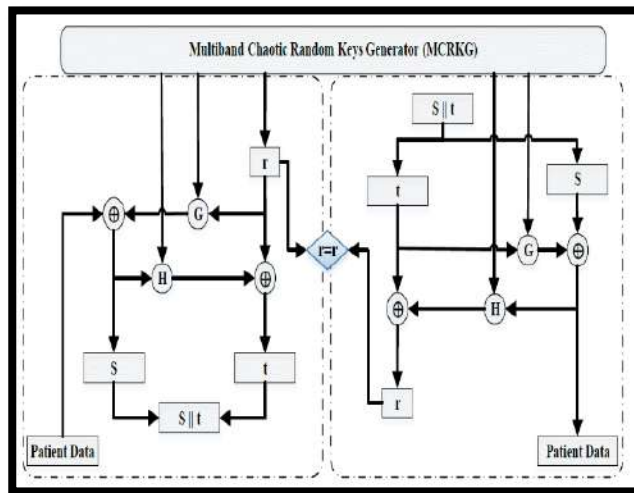 Multiband Chaotic Random Keys Generator (MCRKG)
r
⊕
G
H
⊕
S
t
S || t
Patient Data
r=r
S || t
t
S
G
⊕
⊕
H
r
Patient Data